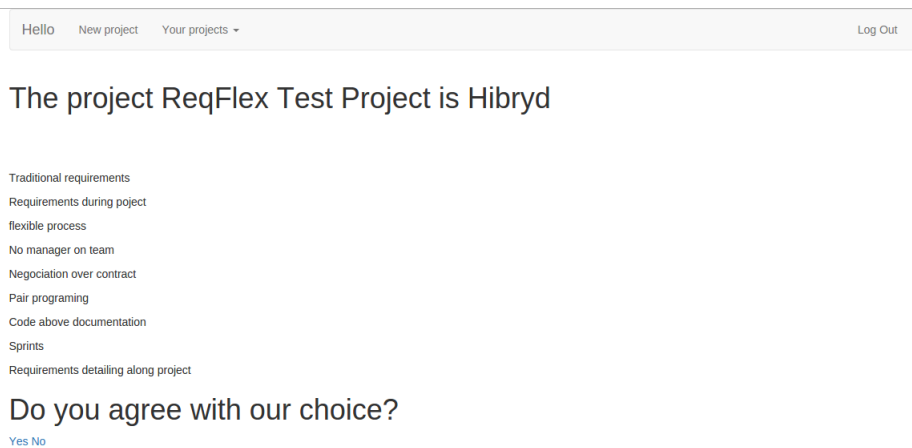 Hello New project Your projects Log Out
The project ReqFlex Test Project is Hibryd
Traditional requirements
Requirements during poject
flexible process
No manager on team
Negociation over contract
Pair programing
Code above documentation
Sprints
Requirements detailing along project
Do you agree with our choice?
Yes No